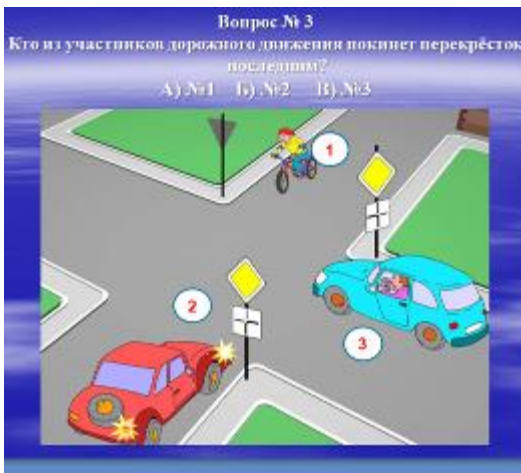 Вопрос № 3
Кто из участников дорожного движения покинет перекрёсток
последним?
А) №1 Б) №2 В) №3
1
2
3